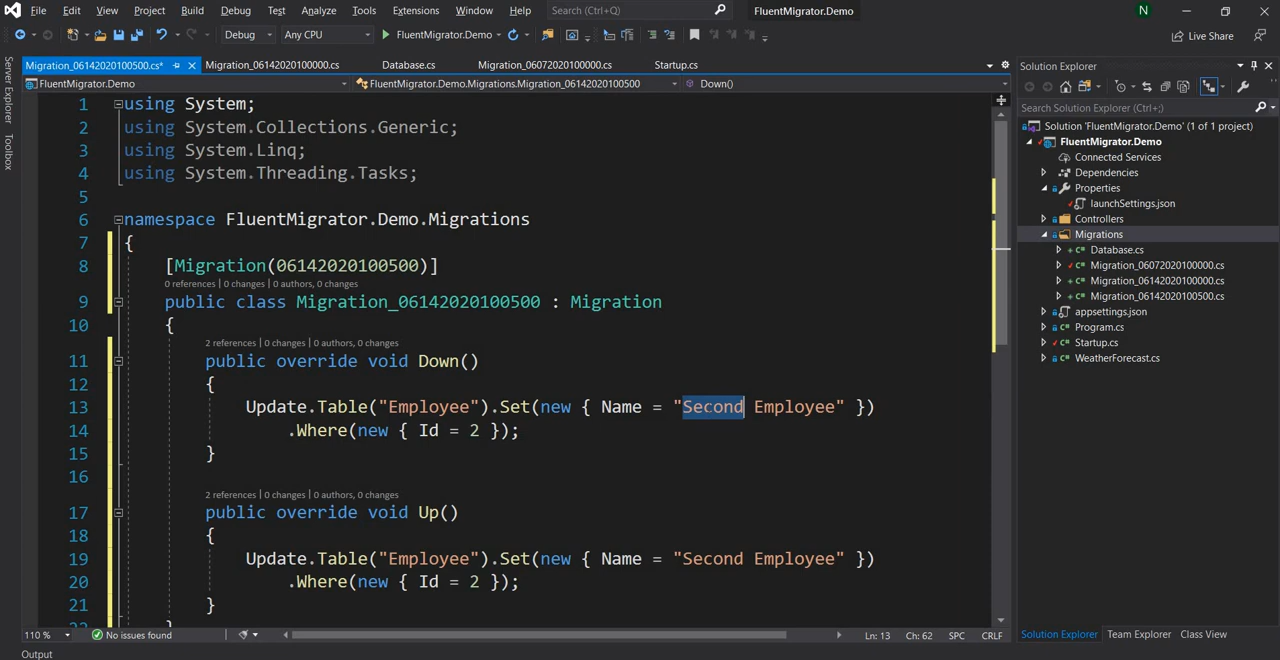 File Edit View Project Build Debug Test Analyze Tools Extensions Window Help Search (Ctrl+Q) FluentMigrator.Demo N
Debug Any CPU FluentMigrator.Demo Live Share
Server Explorer
Toolbox
Migration_06142020100500.cs* Migration_06142020100000.cs Database.cs Migration_06072020100000.cs Startup.cs
FluentMigrator.Demo FluentMigrator.Demo.Migrations.Migration_06142020100500 Down()
1 using System;
2 using System.Collections.Generic;
3 using System.Linq;
4 using System.Threading.Tasks;
5
6 namespace FluentMigrator.Demo.Migrations
7 {
8 [Migration(06142020100500)]
0 references | 0 changes | 0 authors, 0 changes
9 public class Migration_06142020100500 : Migration
10 {
2 references | 0 changes | 0 authors, 0 changes
11 public override void Down()
12 {
13 Update.Table("Employee").Set(new { Name = "Second Employee" })
14 .Where(new { Id = 2 });
15 }
16
2 references | 0 changes | 0 authors, 0 changes
17 public override void Up()
18 {
19 Update.Table("Employee").Set(new { Name = "Second Employee" })
20 .Where(new { Id = 2 });
21 }
22 }
110 % No issues found Ln: 13 Ch: 62 SPC CRLF
Output
Solution Explorer
Search Solution Explorer (Ctrl+;)
Solution 'FluentMigrator.Demo' (1 of 1 project)
FluentMigrator.Demo
Connected Services
Dependencies
Properties
launchSettings.json
Controllers
Migrations
Database.cs
Migration_06072020100000.cs
Migration_06142020100000.cs
Migration_06142020100500.cs
appsettings.json
Program.cs
Startup.cs
WeatherForecast.cs
Solution Explorer Team Explorer Class View